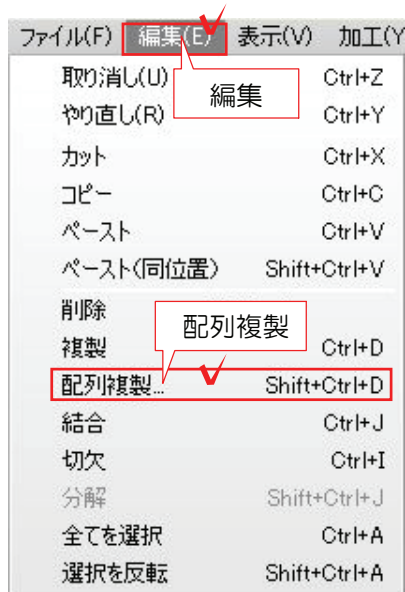 ファイル(F) 編集(E) 表示(V) 加工(Y
取り消し(U) Ctrl+Z
編集
やり直し(R) Ctrl+Y
カット Ctrl+X
コピー Ctrl+C
ペースト Ctrl+V
ペースト(同位置) Shift+Ctrl+V
削除
配列複製
複製 Ctrl+D
配列複製... Shift+Ctrl+D
結合 Ctrl+J
切欠 Ctrl+I
分解 Shift+Ctrl+J
全てを選択 Ctrl+A
選択を反転 Shift+Ctrl+A